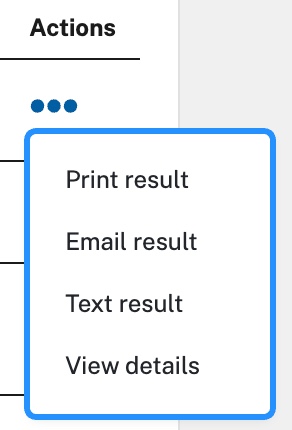 Actions
Print result
Email result
Text result
View details